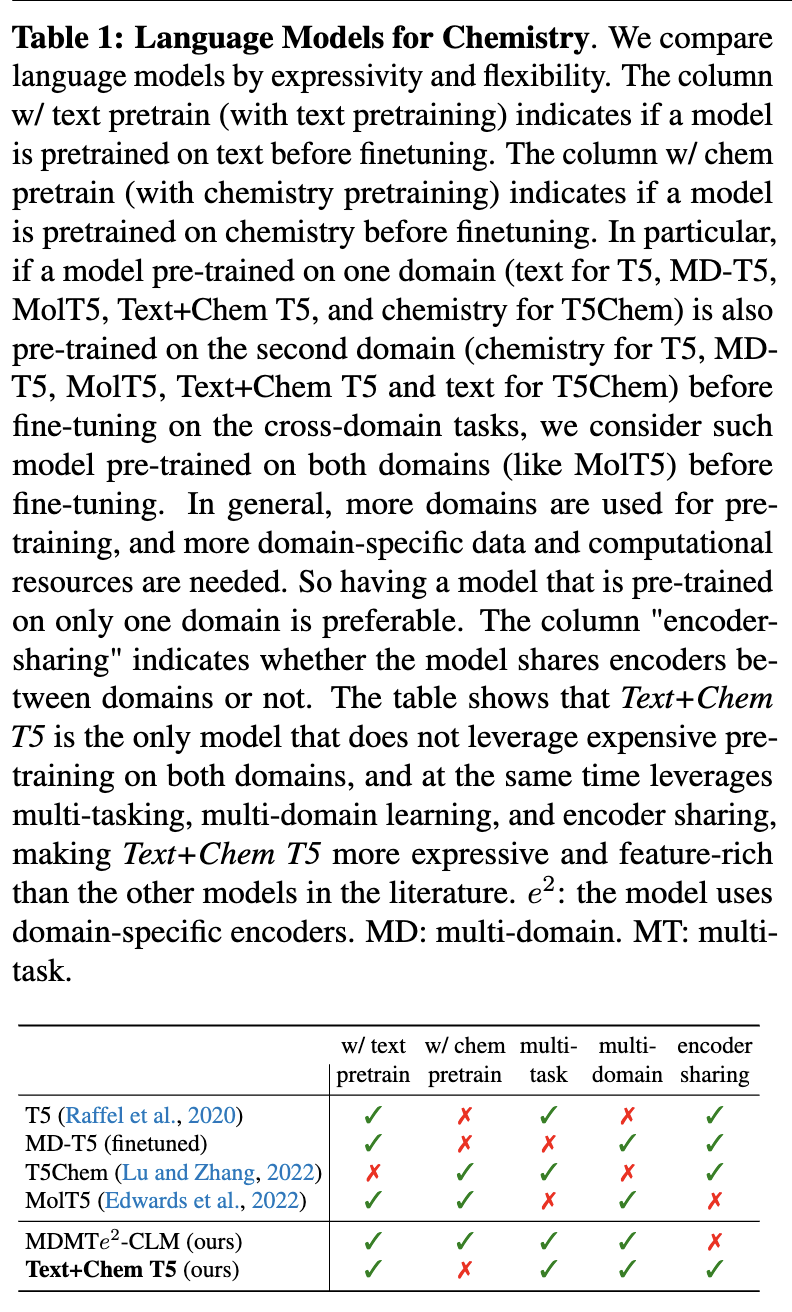 Table 1: Language Models for Chemistry. We compare
language models by expressivity and flexibility. The column
w/ text pretrain (with text pretraining) indicates if a model
is pretrained on text before finetuning. The column w/ chem
pretrain (with chemistry pretraining) indicates if a model
is pretrained on chemistry before finetuning. In particular,
if a model pre-trained on one domain (text for T5, MD-T5,
MolT5, Text+Chem T5, and chemistry for T5Chem) is also
pre-trained on the second domain (chemistry for T5, MD-
T5, MolT5, Text+Chem T5 and text for T5Chem) before
fine-tuning on the cross-domain tasks, we consider such
model pre-trained on both domains (like MolT5) before
fine-tuning. In general, more domains are used for pre-
training, and more domain-specific data and computational
resources are needed. So having a model that is pre-trained
on only one domain is preferable. The column "encoder-
sharing" indicates whether the model shares encoders be-
tween domains or not. The table shows that Text+Chem
T5 is the only model that does not leverage expensive pre-
training on both domains, and at the same time leverages
multi-tasking, multi-domain learning, and encoder sharing,
making Text+Chem T5 more expressive and feature-rich
than the other models in the literature. e²: the model uses
domain-specific encoders. MD: multi-domain. MT: multi-
task.
w/ text w/ chem multi- multi- encoder
pretrain pretrain task domain sharing
T5 (Raffel et al., 2020) ✓ ✗ ✓ ✗ ✓
MD-T5 (finetuned) ✓ ✗ ✗ ✓ ✓
T5Chem (Lu and Zhang, 2022) ✗ ✓ ✓ ✗ ✓
MolT5 (Edwards et al., 2022) ✓ ✓ ✗ ✓ ✗
MDMTe²-CLM (ours) ✓ ✓ ✓ ✓ ✗
Text+Chem T5 (ours) ✓ ✗ ✓ ✓ ✓